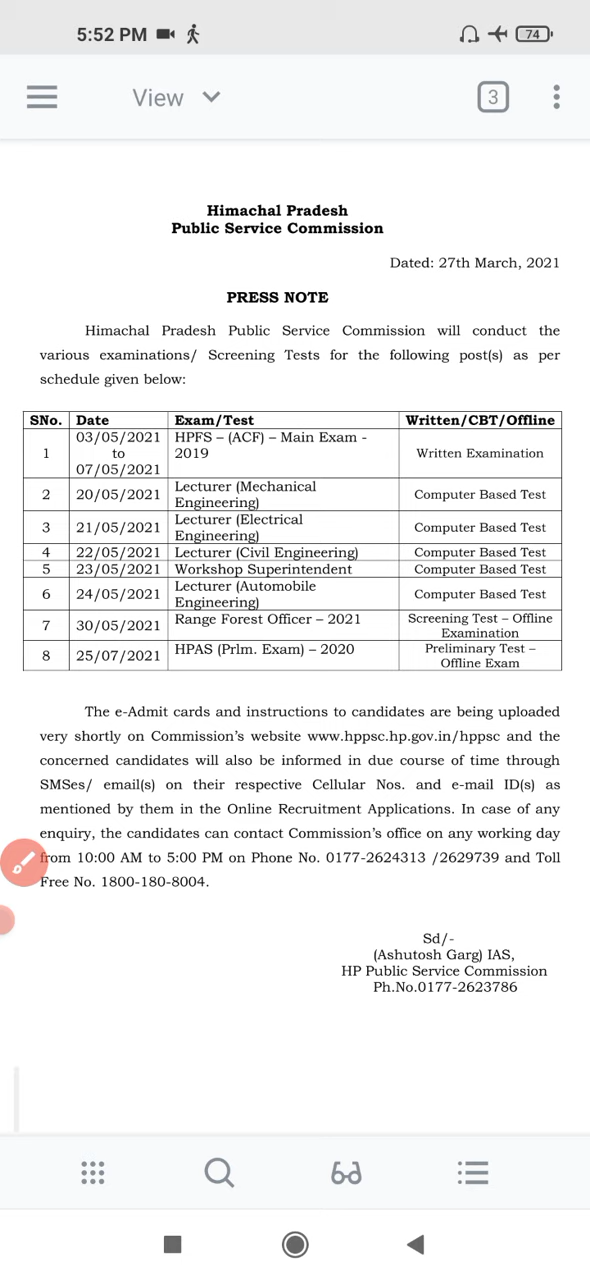 5:52 PM
74
View
3
Himachal Pradesh
Public Service Commission
Dated: 27th March, 2021
PRESS NOTE
Himachal Pradesh Public Service Commission will conduct the
various examinations/ Screening Tests for the following post(s) as per
schedule given below:
SNo. Date Exam/Test Written/CBT/Offline
1 03/05/2021 to 07/05/2021 HPFS – (ACF) – Main Exam - 2019 Written Examination
2 20/05/2021 Lecturer (Mechanical Engineering) Computer Based Test
3 21/05/2021 Lecturer (Electrical Engineering) Computer Based Test
4 22/05/2021 Lecturer (Civil Engineering) Computer Based Test
5 23/05/2021 Workshop Superintendent Computer Based Test
6 24/05/2021 Lecturer (Automobile Engineering) Computer Based Test
7 30/05/2021 Range Forest Officer – 2021 Screening Test – Offline Examination
8 25/07/2021 HPAS (Prlm. Exam) – 2020 Preliminary Test – Offline Exam
The e-Admit cards and instructions to candidates are being uploaded
very shortly on Commission's website www.hppsc.hp.gov.in/hppsc and the
concerned candidates will also be informed in due course of time through
SMSes/ email(s) on their respective Cellular Nos. and e-mail ID(s) as
mentioned by them in the Online Recruitment Applications. In case of any
enquiry, the candidates can contact Commission's office on any working day
from 10:00 AM to 5:00 PM on Phone No. 0177-2624313 /2629739 and Toll
Free No. 1800-180-8004.
Sd/-
(Ashutosh Garg) IAS,
HP Public Service Commission
Ph.No.0177-2623786